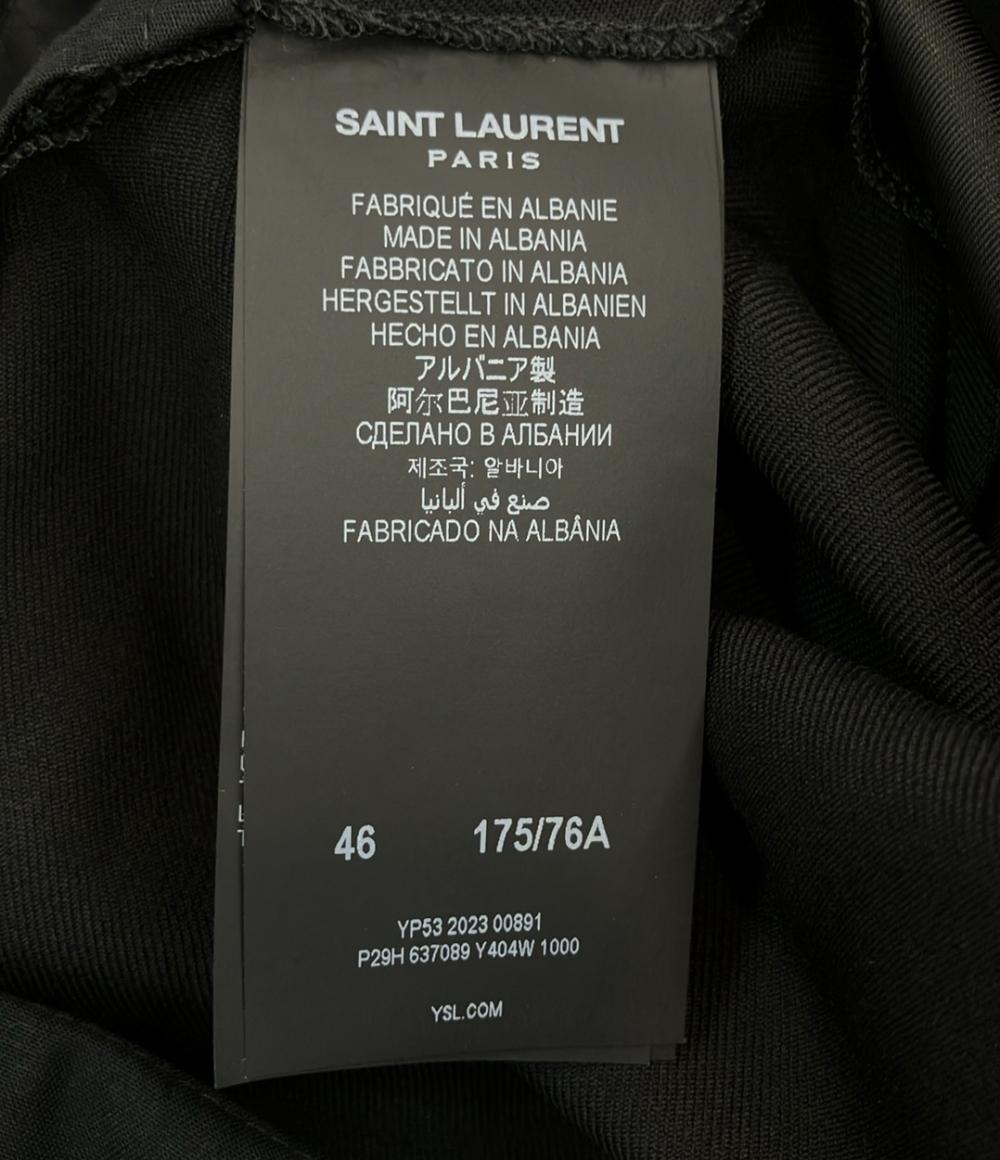 SAINT LAURENT
PARIS
FABRIQUÉ EN ALBANIE
MADE IN ALBANIA
FABBRICATO IN ALBANIA
HERGESTELLT IN ALBANIEN
HECHO EN ALBANIA
アルバニア製
阿尔巴尼亚制造
СДЕЛАНО В АЛБАНИИ
제조국: 알바니아
صنع في ألبانيا
FABRICADO NA ALBÂNIA
46 175/76A
YP53 2023 00891
P29H 637089 Y404W 1000
YSL.COM